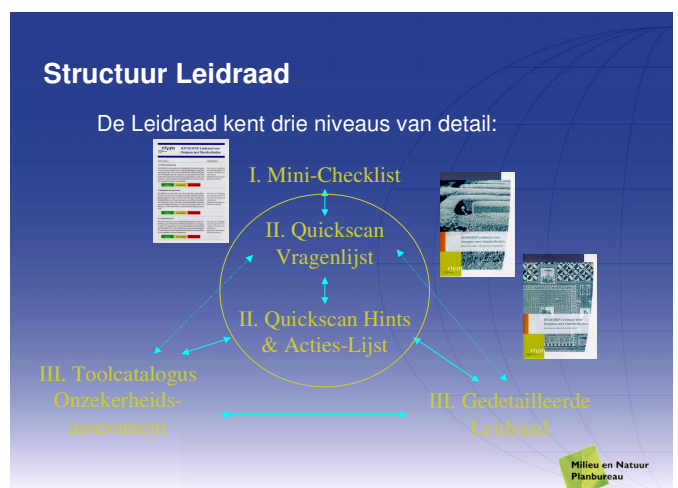 Structuur Leidraad
De Leidraad kent drie niveaus van detail:
I. Mini-Checklist
II. Quickscan
Vragenlijst
II. Quickscan Hints
& Acties-Lijst
III. Toolcatalogus
Onzekerheids-
assessment
III. Gedetailleerde
Leidraad
Milieu en Natuur
Planbureau